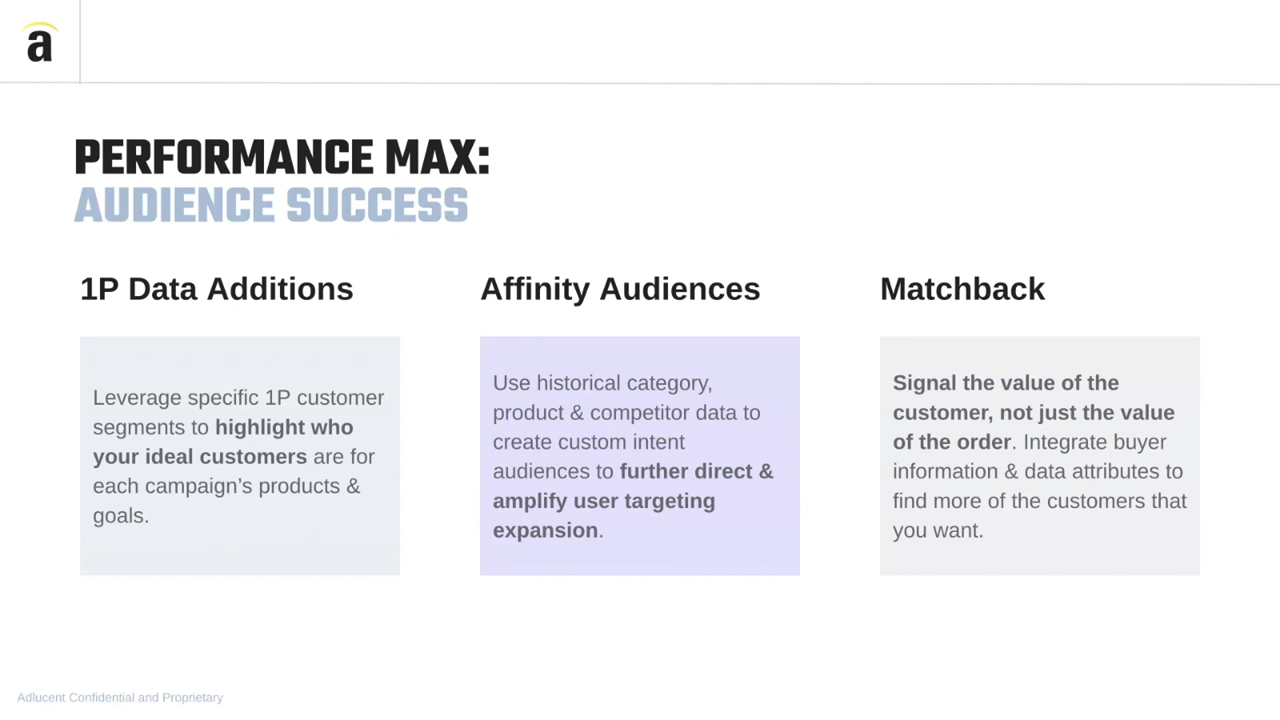 a
PERFORMANCE MAX:
AUDIENCE SUCCESS
1P Data Additions
Leverage specific 1P customer
segments to highlight who
your ideal customers are for
each campaign’s products &
goals.
Affinity Audiences
Use historical category,
product & competitor data to
create custom intent
audiences to further direct &
amplify user targeting
expansion.
Matchback
Signal the value of the
customer, not just the value
of the order. Integrate buyer
information & data attributes to
find more of the customers that
you want.
Adlucent Confidential and Proprietary